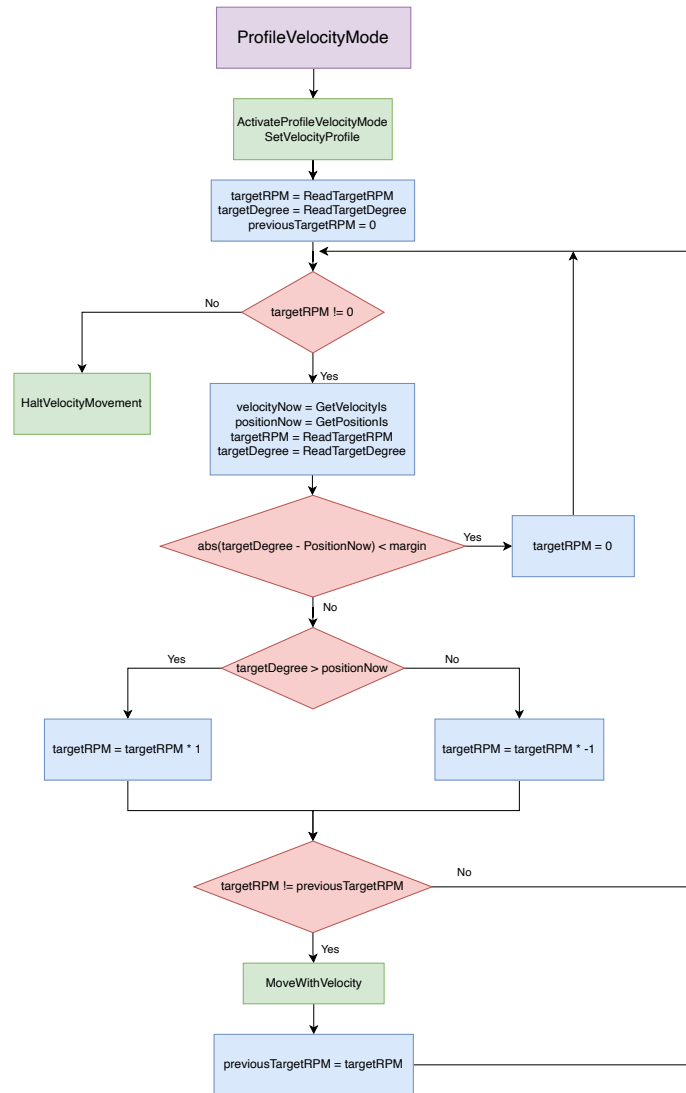 ProfileVelocityMode
ActivateProfileVelocityMode
SetVelocityProfile
targetRPM = ReadTargetRPM
targetDegree = ReadTargetDegree
previousTargetRPM = 0
targetRPM != 0
No
HaltVelocityMovement
Yes
velocityNow = GetVelocityIs
positionNow = GetPositionIs
targetRPM = ReadTargetRPM
targetDegree = ReadTargetDegree
abs(targetDegree - PositionNow) < margin
Yes
targetRPM = 0
No
targetDegree > positionNow
Yes
No
targetRPM = targetRPM * 1
targetRPM = targetRPM * -1
targetRPM != previousTargetRPM
No
Yes
MoveWithVelocity
previousTargetRPM = targetRPM